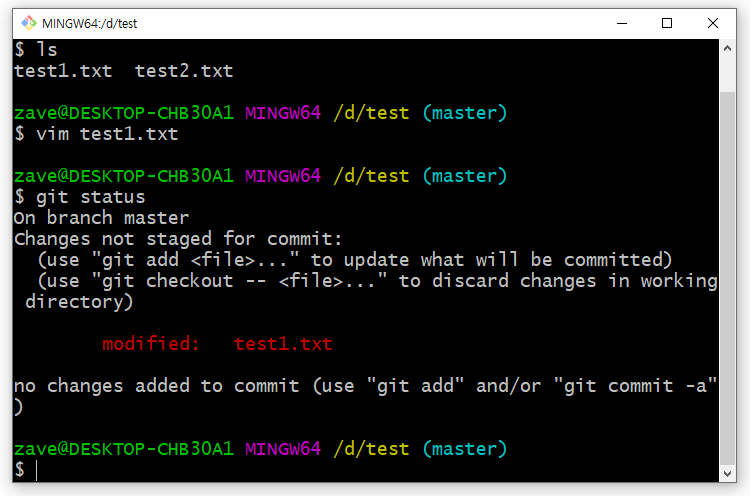 MINGW64:/d/test
$ ls
test1.txt  test2.txt
zave@DESKTOP-CHB30A1 MINGW64 /d/test (master)
$ vim test1.txt
zave@DESKTOP-CHB30A1 MINGW64 /d/test (master)
$ git status
On branch master
Changes not staged for commit:
  (use "git add <file>..." to update what will be committed)
  (use "git checkout -- <file>..." to discard changes in working
 directory)
        modified:   test1.txt
no changes added to commit (use "git add" and/or "git commit -a"
)
zave@DESKTOP-CHB30A1 MINGW64 /d/test (master)
$